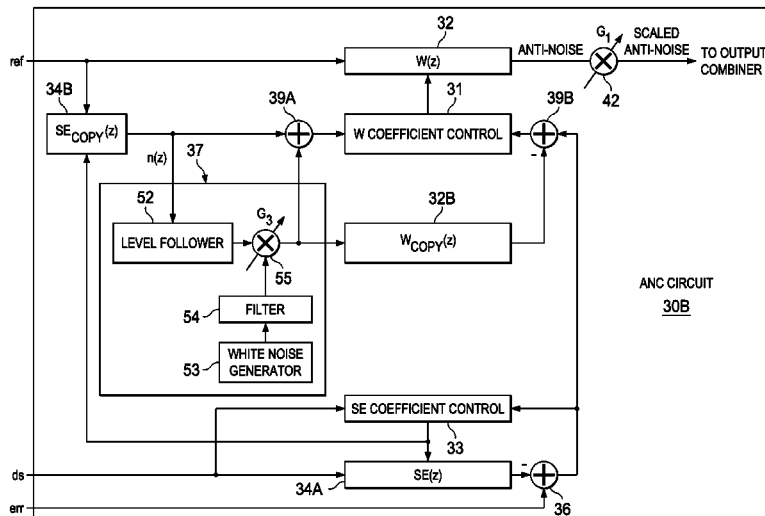 32
G1
SCALED
ANTI-NOISE
ANTI-NOISE
ref
W(z)
TO OUTPUT
COMBINER
34B
39A
31
39B
42
SECOPY(z)
W COEFFICIENT CONTROL
-
n(z)
37
52
G3
32B
LEVEL FOLLOWER
WCOPY(z)
55
ANC CIRCUIT
30B
54
FILTER
53
WHITE NOISE
GENERATOR
SE COEFFICIENT CONTROL
33
ds
SE(z)
-
34A
36
err